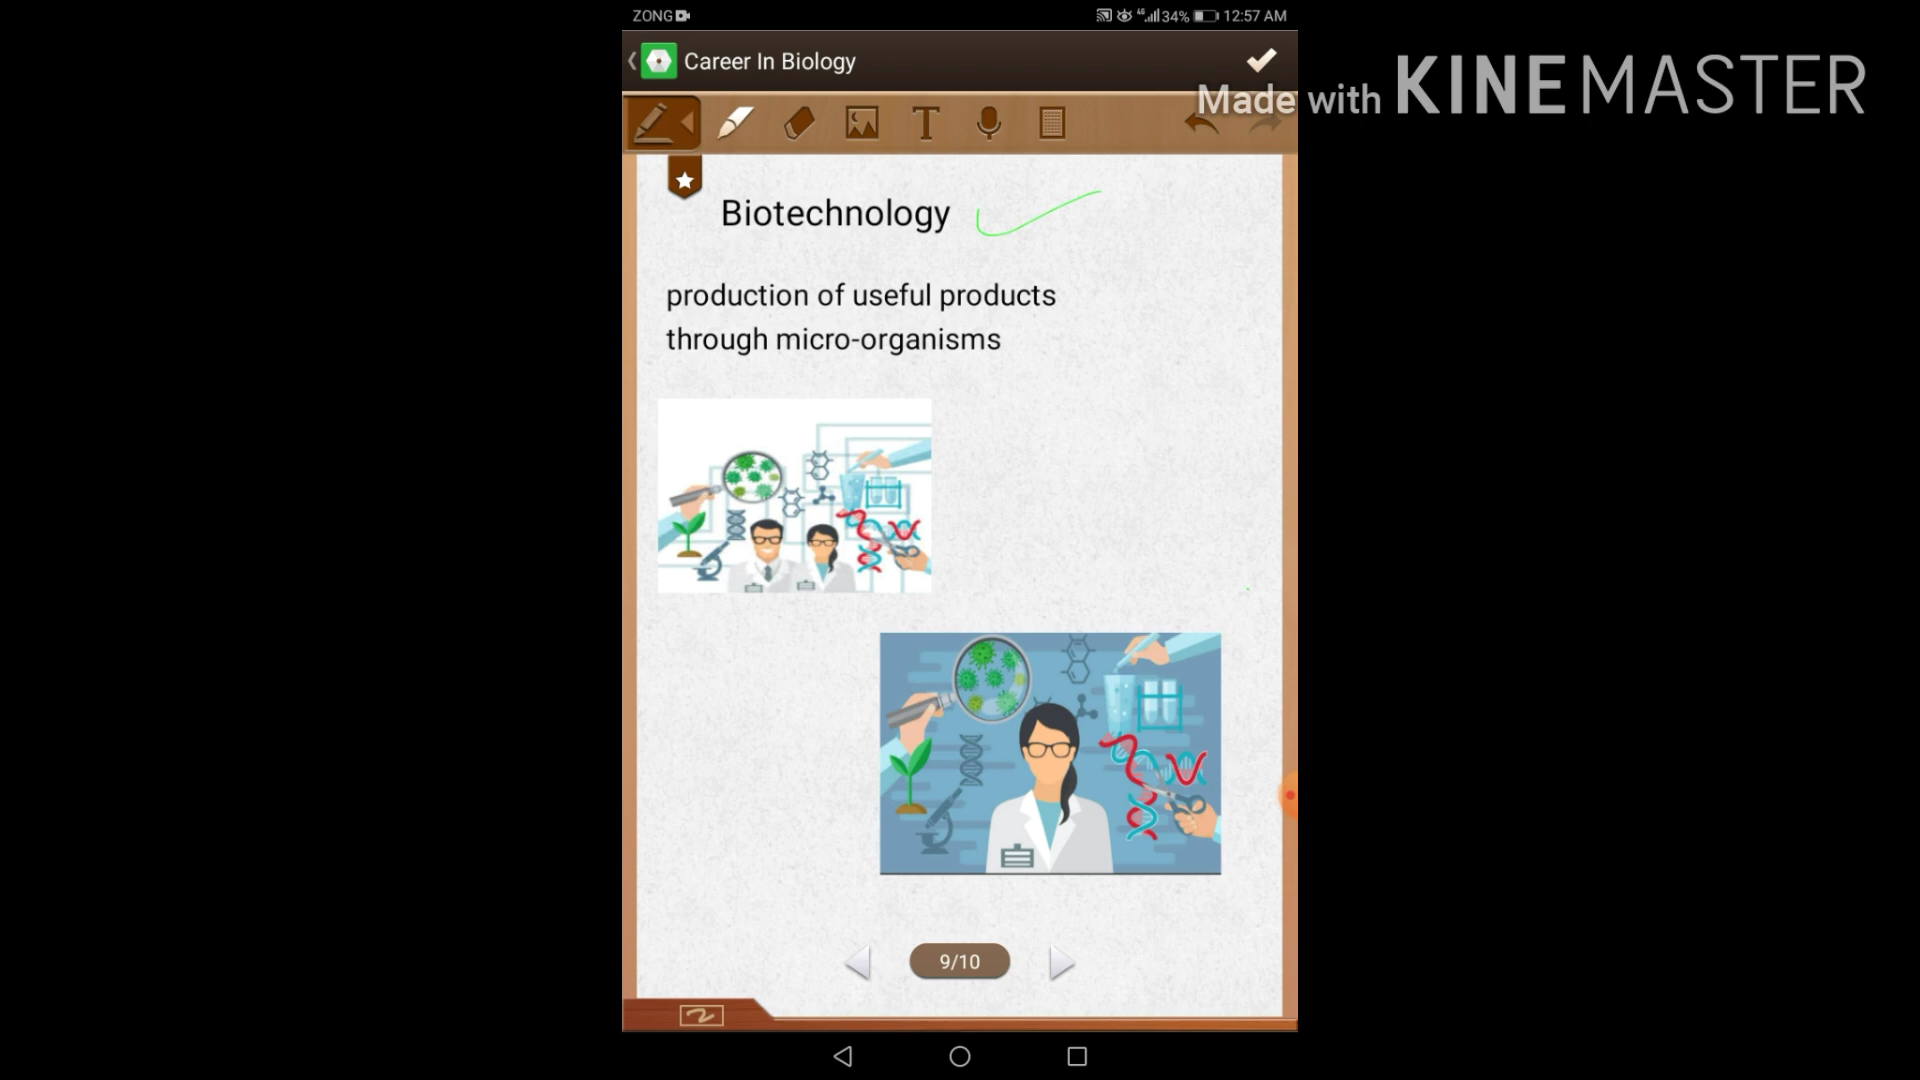 ZONG
4G 34% 12:57 AM
Career In Biology
Made with KINEMASTER
Biotechnology
production of useful products
through micro-organisms
9/10